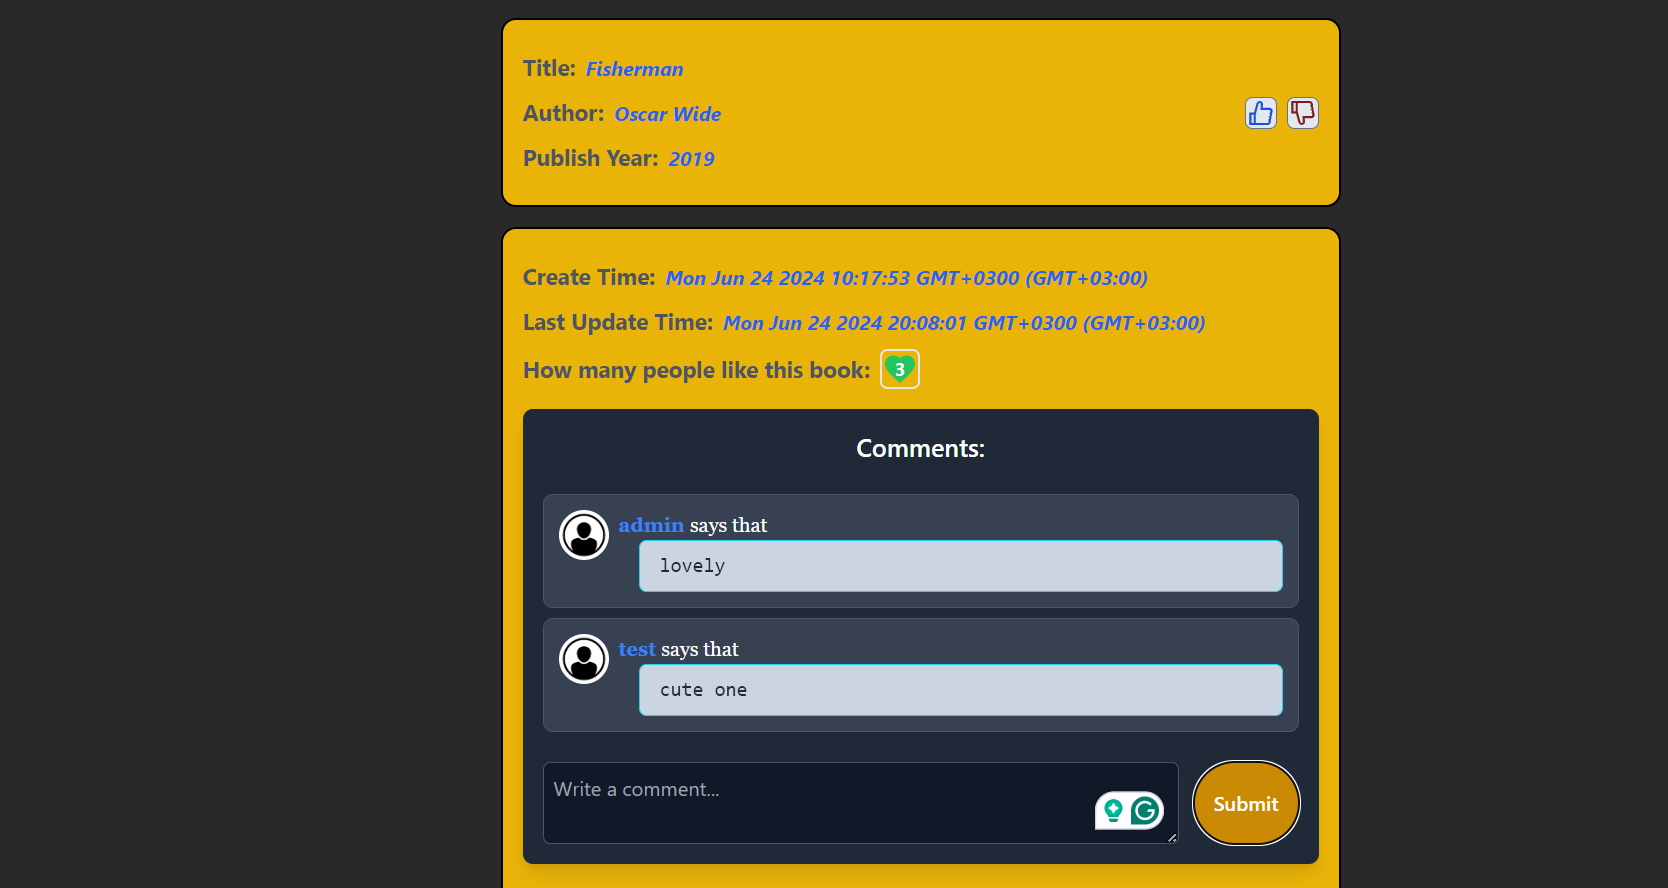 Title: Fisherman
Author: Oscar Wide
Publish Year: 2019
Create Time: Mon Jun 24 2024 10:17:53 GMT+0300 (GMT+03:00)
Last Update Time: Mon Jun 24 2024 20:08:01 GMT+0300 (GMT+03:00)
How many people like this book: 3
Comments:
admin says that
lovely
test says that
cute one
Write a comment...
Submit